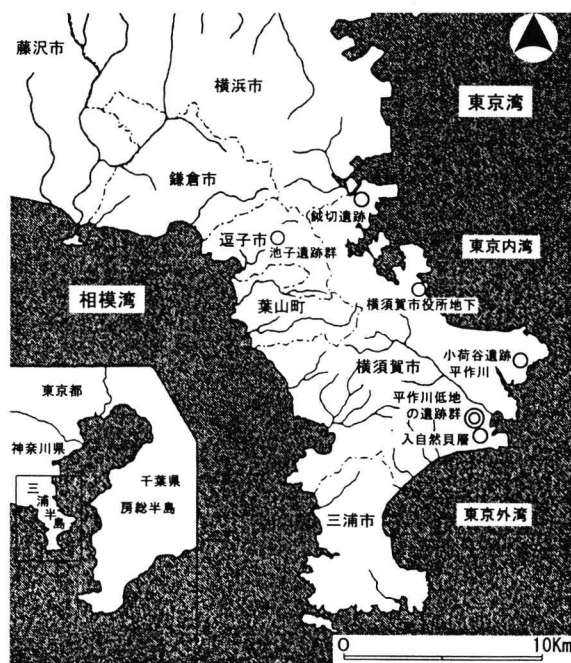 藤沢市
横浜市
東京湾
鎌倉市
鉈切遺跡
逗子市
池子遺跡群
東京内湾
相模湾
葉山町
横須賀市役所地下
小荷谷遺跡
平作川
横須賀市
平作川低地
の遺跡群
入自然貝層
東京都
神奈川県
三浦半島
千葉県
房総半島
三浦市
東京外湾
0
10Km